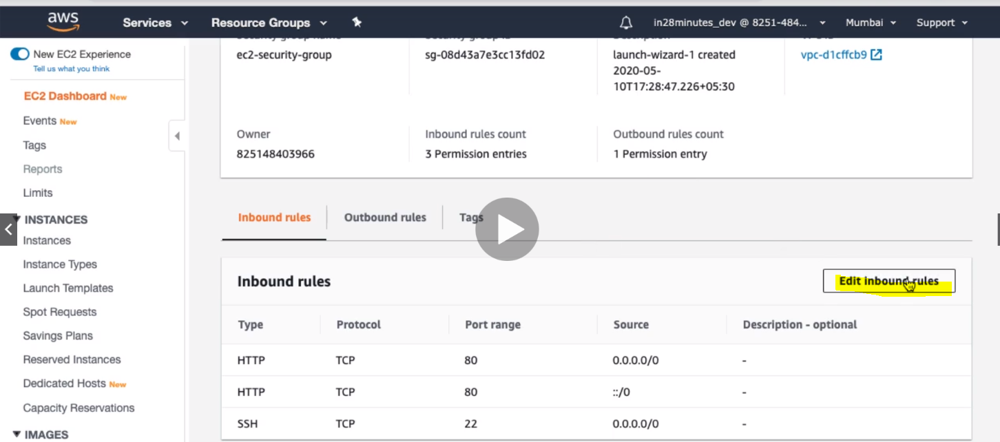 aws Services Resource Groups in28minutes_dev @ 8251-484... Mumbai Support
New EC2 Experience
Tell us what you think
EC2 Dashboard New
Events New
Tags
Reports
Limits
INSTANCES
Instances
Instance Types
Launch Templates
Spot Requests
Savings Plans
Reserved Instances
Dedicated Hosts New
Capacity Reservations
IMAGES
ec2-security-group
sg-08d43a7e3cc13fd02
launch-wizard-1 created
2020-05-
10T17:28:47.226+05:30
vpc-d1cffcb9
Owner
825148403966
Inbound rules count
3 Permission entries
Outbound rules count
1 Permission entry
Inbound rules Outbound rules Tags
Inbound rules Edit inbound rules
Type Protocol Port range Source Description - optional
HTTP TCP 80 0.0.0.0/0 -
HTTP TCP 80 ::/0 -
SSH TCP 22 0.0.0.0/0 -